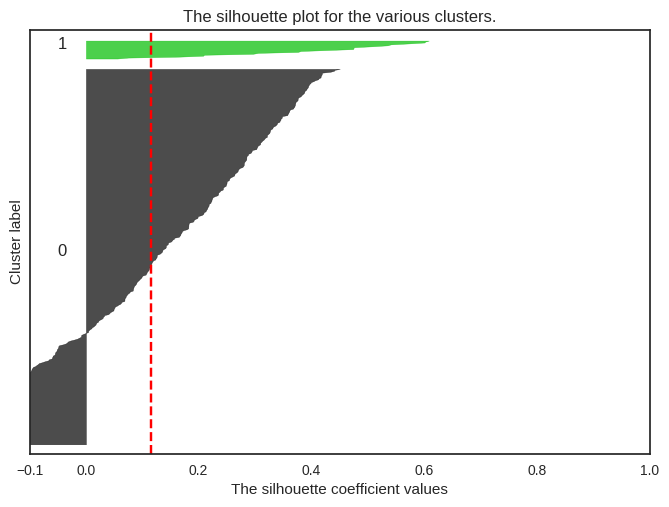 The silhouette plot for the various clusters.
1
0
Cluster label
−0.1 0.0 0.2 0.4 0.6 0.8 1.0
The silhouette coefficient values